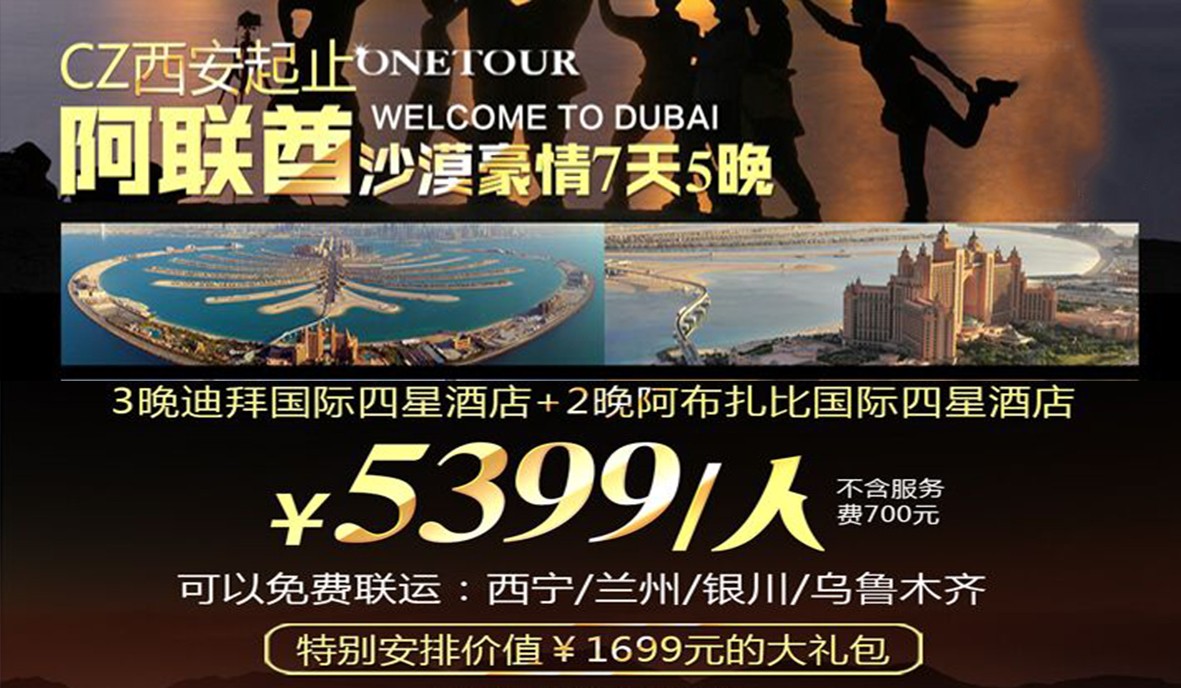 CZ西安起止 ONETOUR
WELCOME TO DUBAI
阿联酋 沙漠豪情7天5晚
3晚迪拜国际四星酒店+2晚阿布扎比国际四星酒店
¥5399/人
不含服务
费700元
可以免费联运：西宁/兰州/银川/乌鲁木齐
特别安排价值¥1699元的大礼包